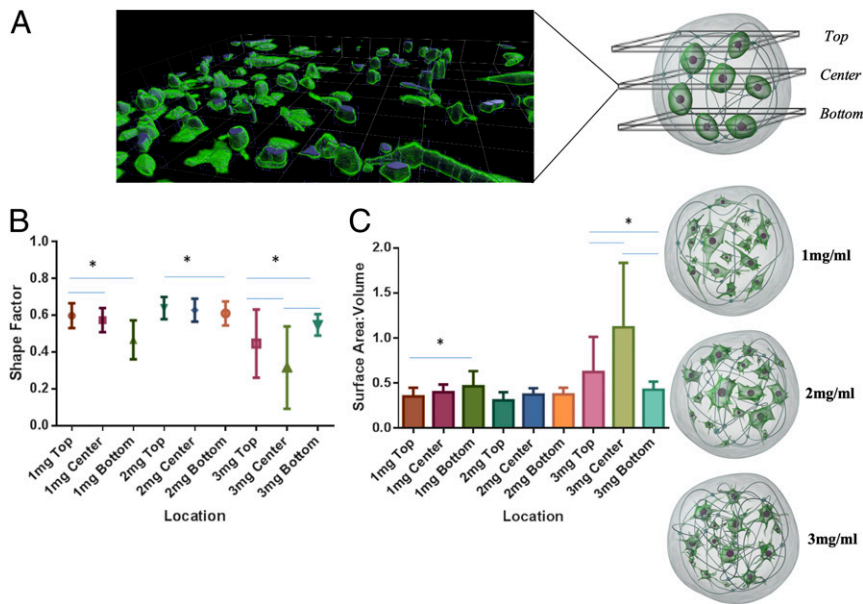 A
Top
Center
Bottom
B
1.0
0.8
0.6
0.4
0.2
0.0
Shape Factor
*
*
*
1mg Top
1mg Center
1mg Bottom
2mg Top
2mg Center
2mg Bottom
3mg Top
3mg Center
3mg Bottom
Location
C
2.0
1.5
1.0
0.5
0.0
Surface Area:Volume
*
*
1mg Top
1mg Center
1mg Bottom
2mg Top
2mg Center
2mg Bottom
3mg Top
3mg Center
3mg Bottom
Location
1mg/ml
2mg/ml
3mg/ml